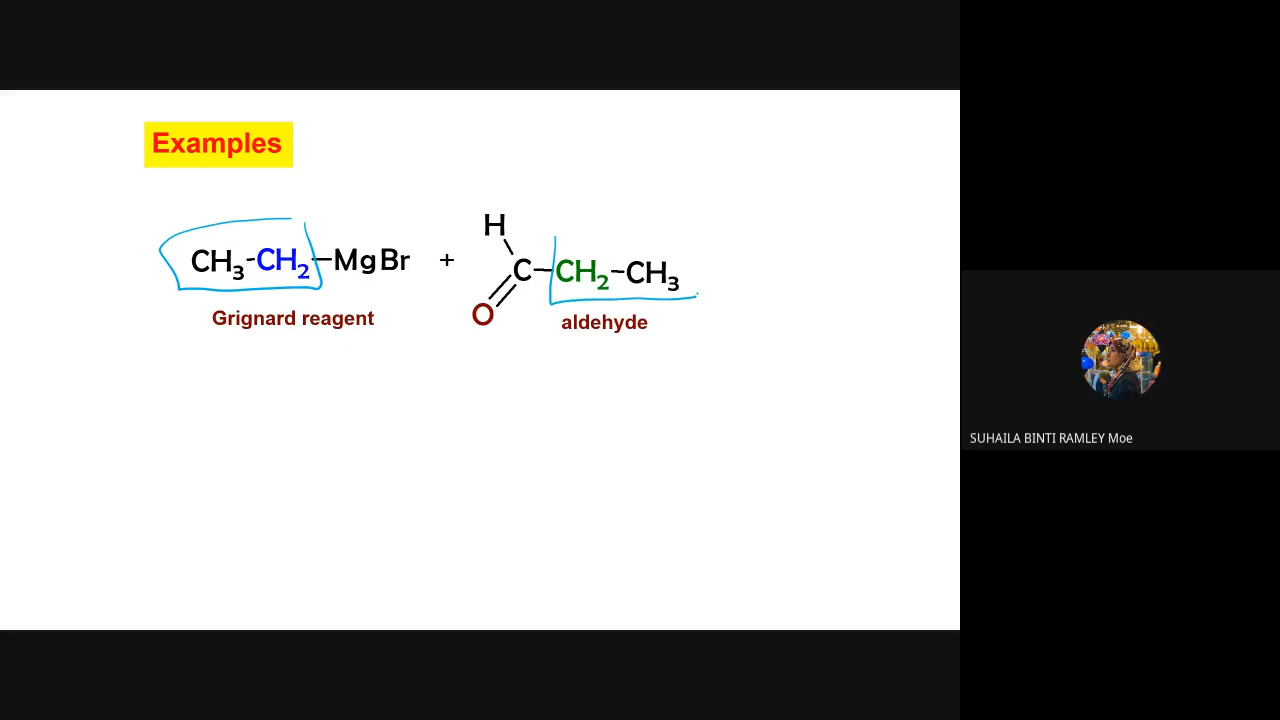 Examples
H
CH3-CH2-MgBr + C-CH2-CH3
O
Grignard reagent aldehyde
SUHAILA BINTI RAMLEY Moe